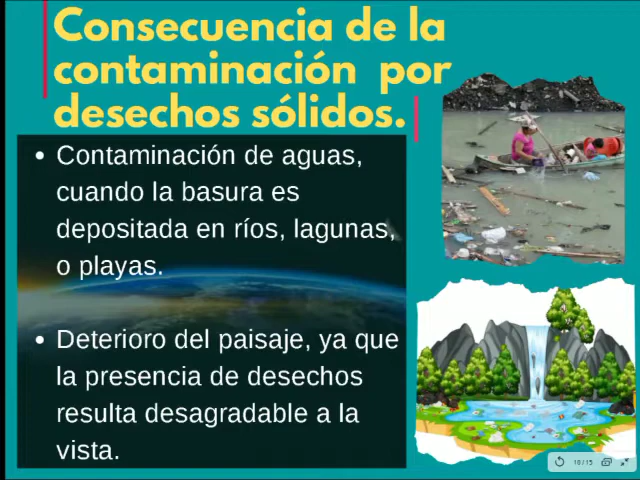 Consecuencia de la
contaminación por
desechos sólidos.
• Contaminación de aguas,
cuando la basura es
depositada en ríos, lagunas,
o playas.
• Deterioro del paisaje, ya que
la presencia de desechos
resulta desagradable a la
vista.